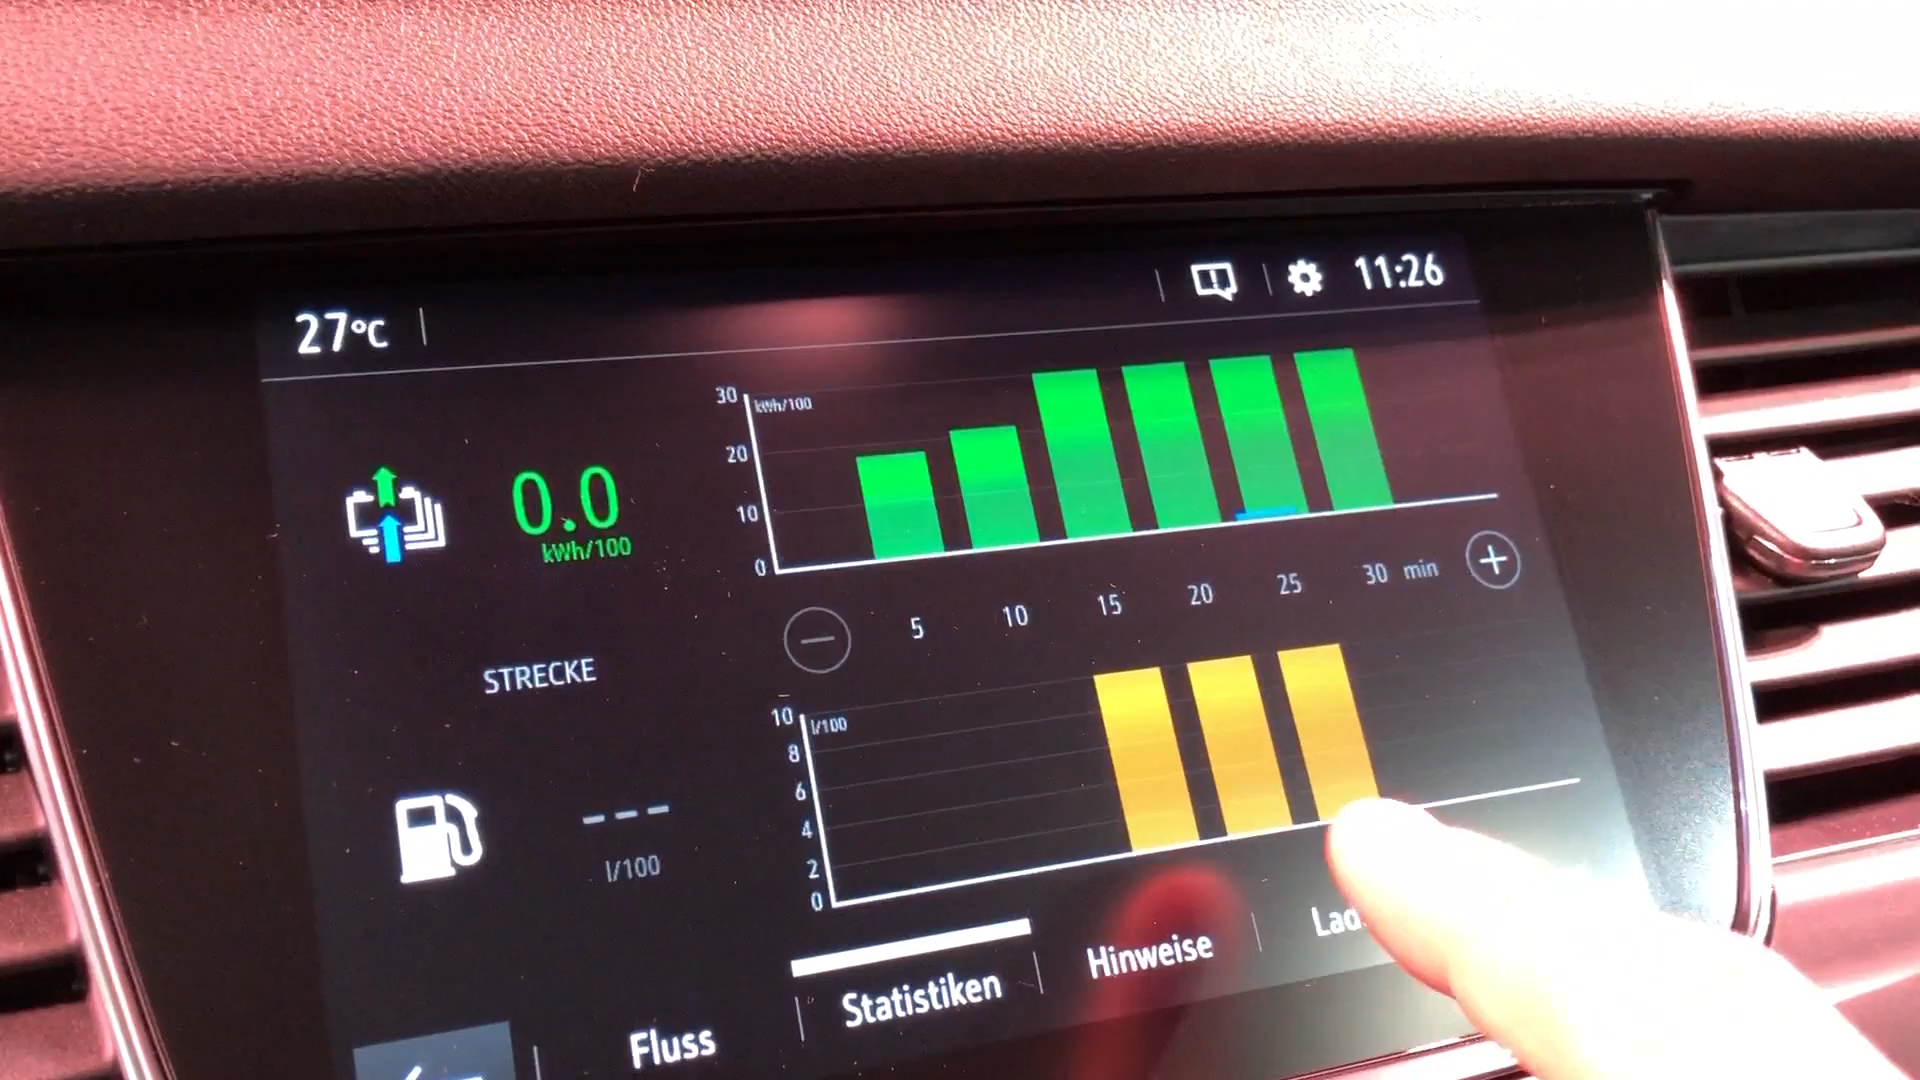 27°C
11:26
30
kWh/100
20
10
0
0.0
kWh/100
5 10 15 20 25 30 min
STRECKE
10
l/100
8
6
4
2
0
---
l/100
Fluss
Statistiken
Hinweise